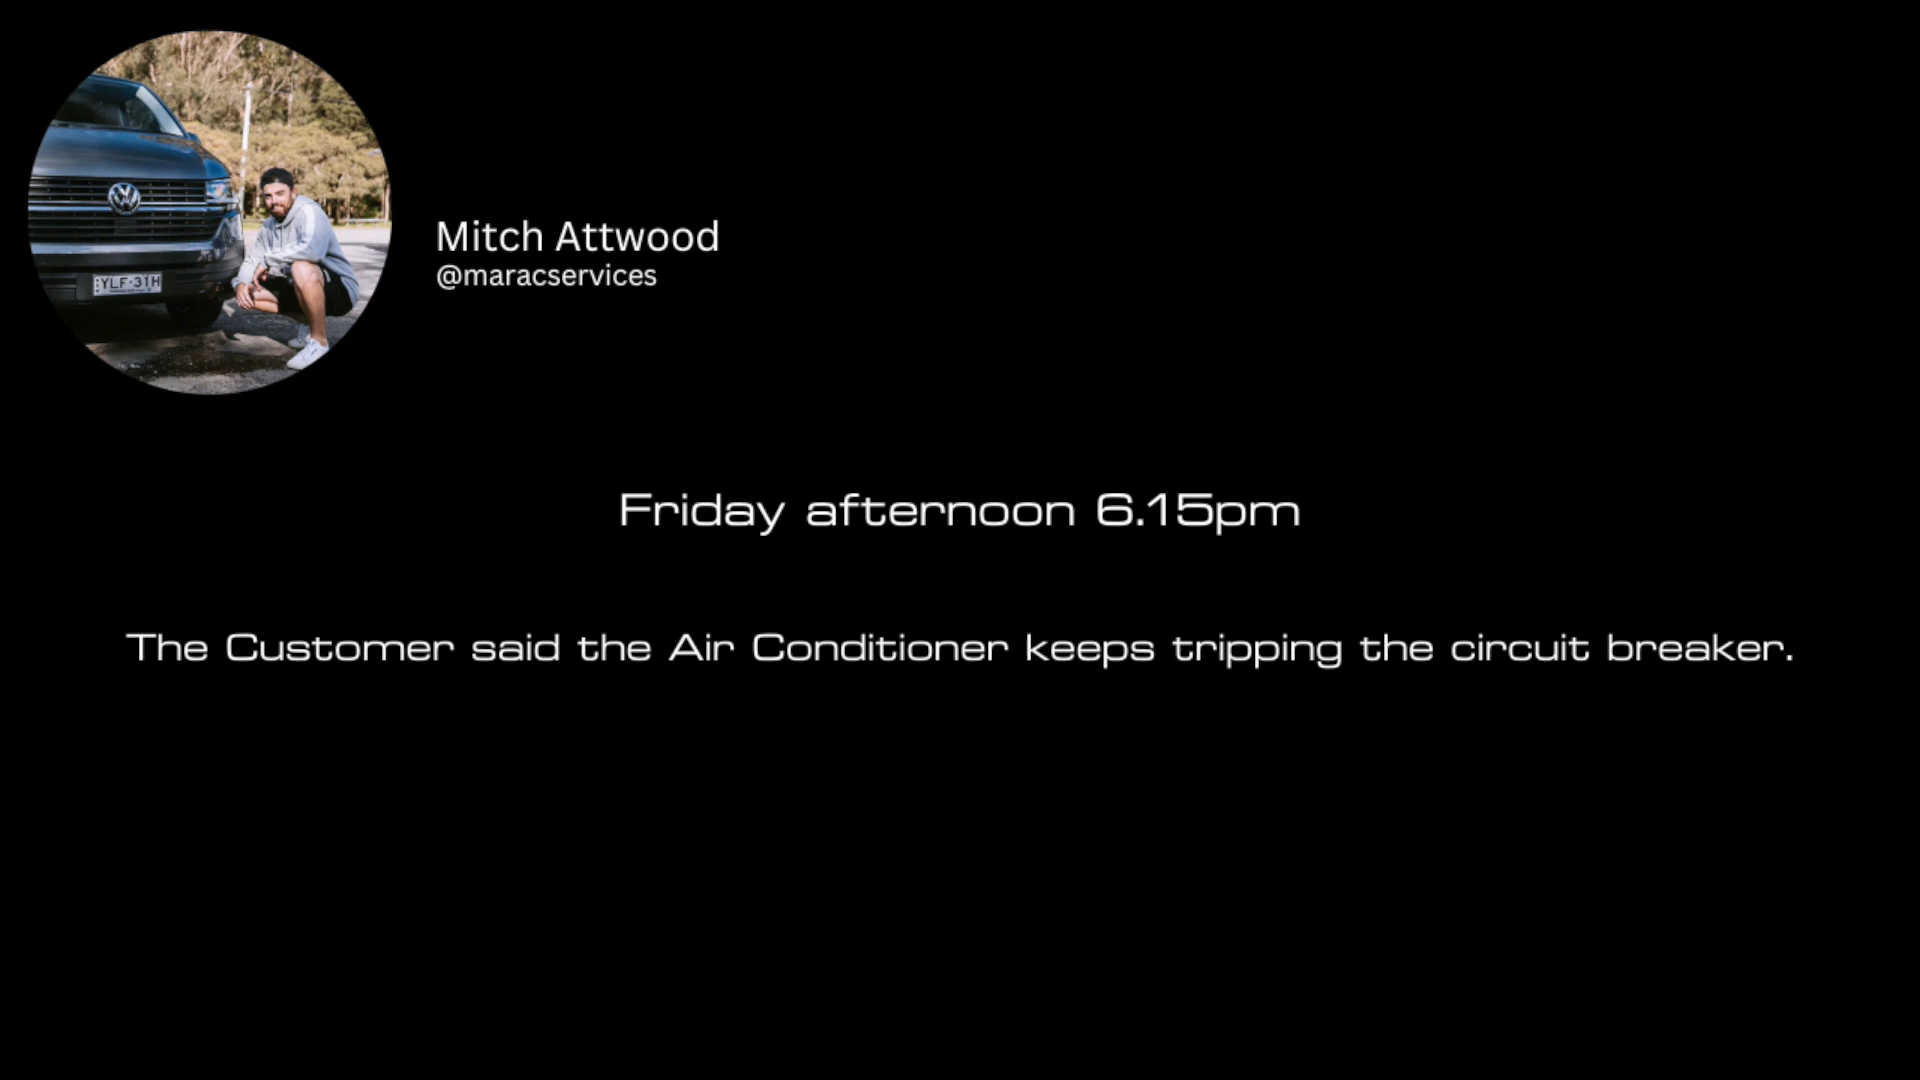 YLF·31H
Mitch Attwood
@maracservices
Friday afternoon 6.15pm
The Customer said the Air Conditioner keeps tripping the circuit breaker.